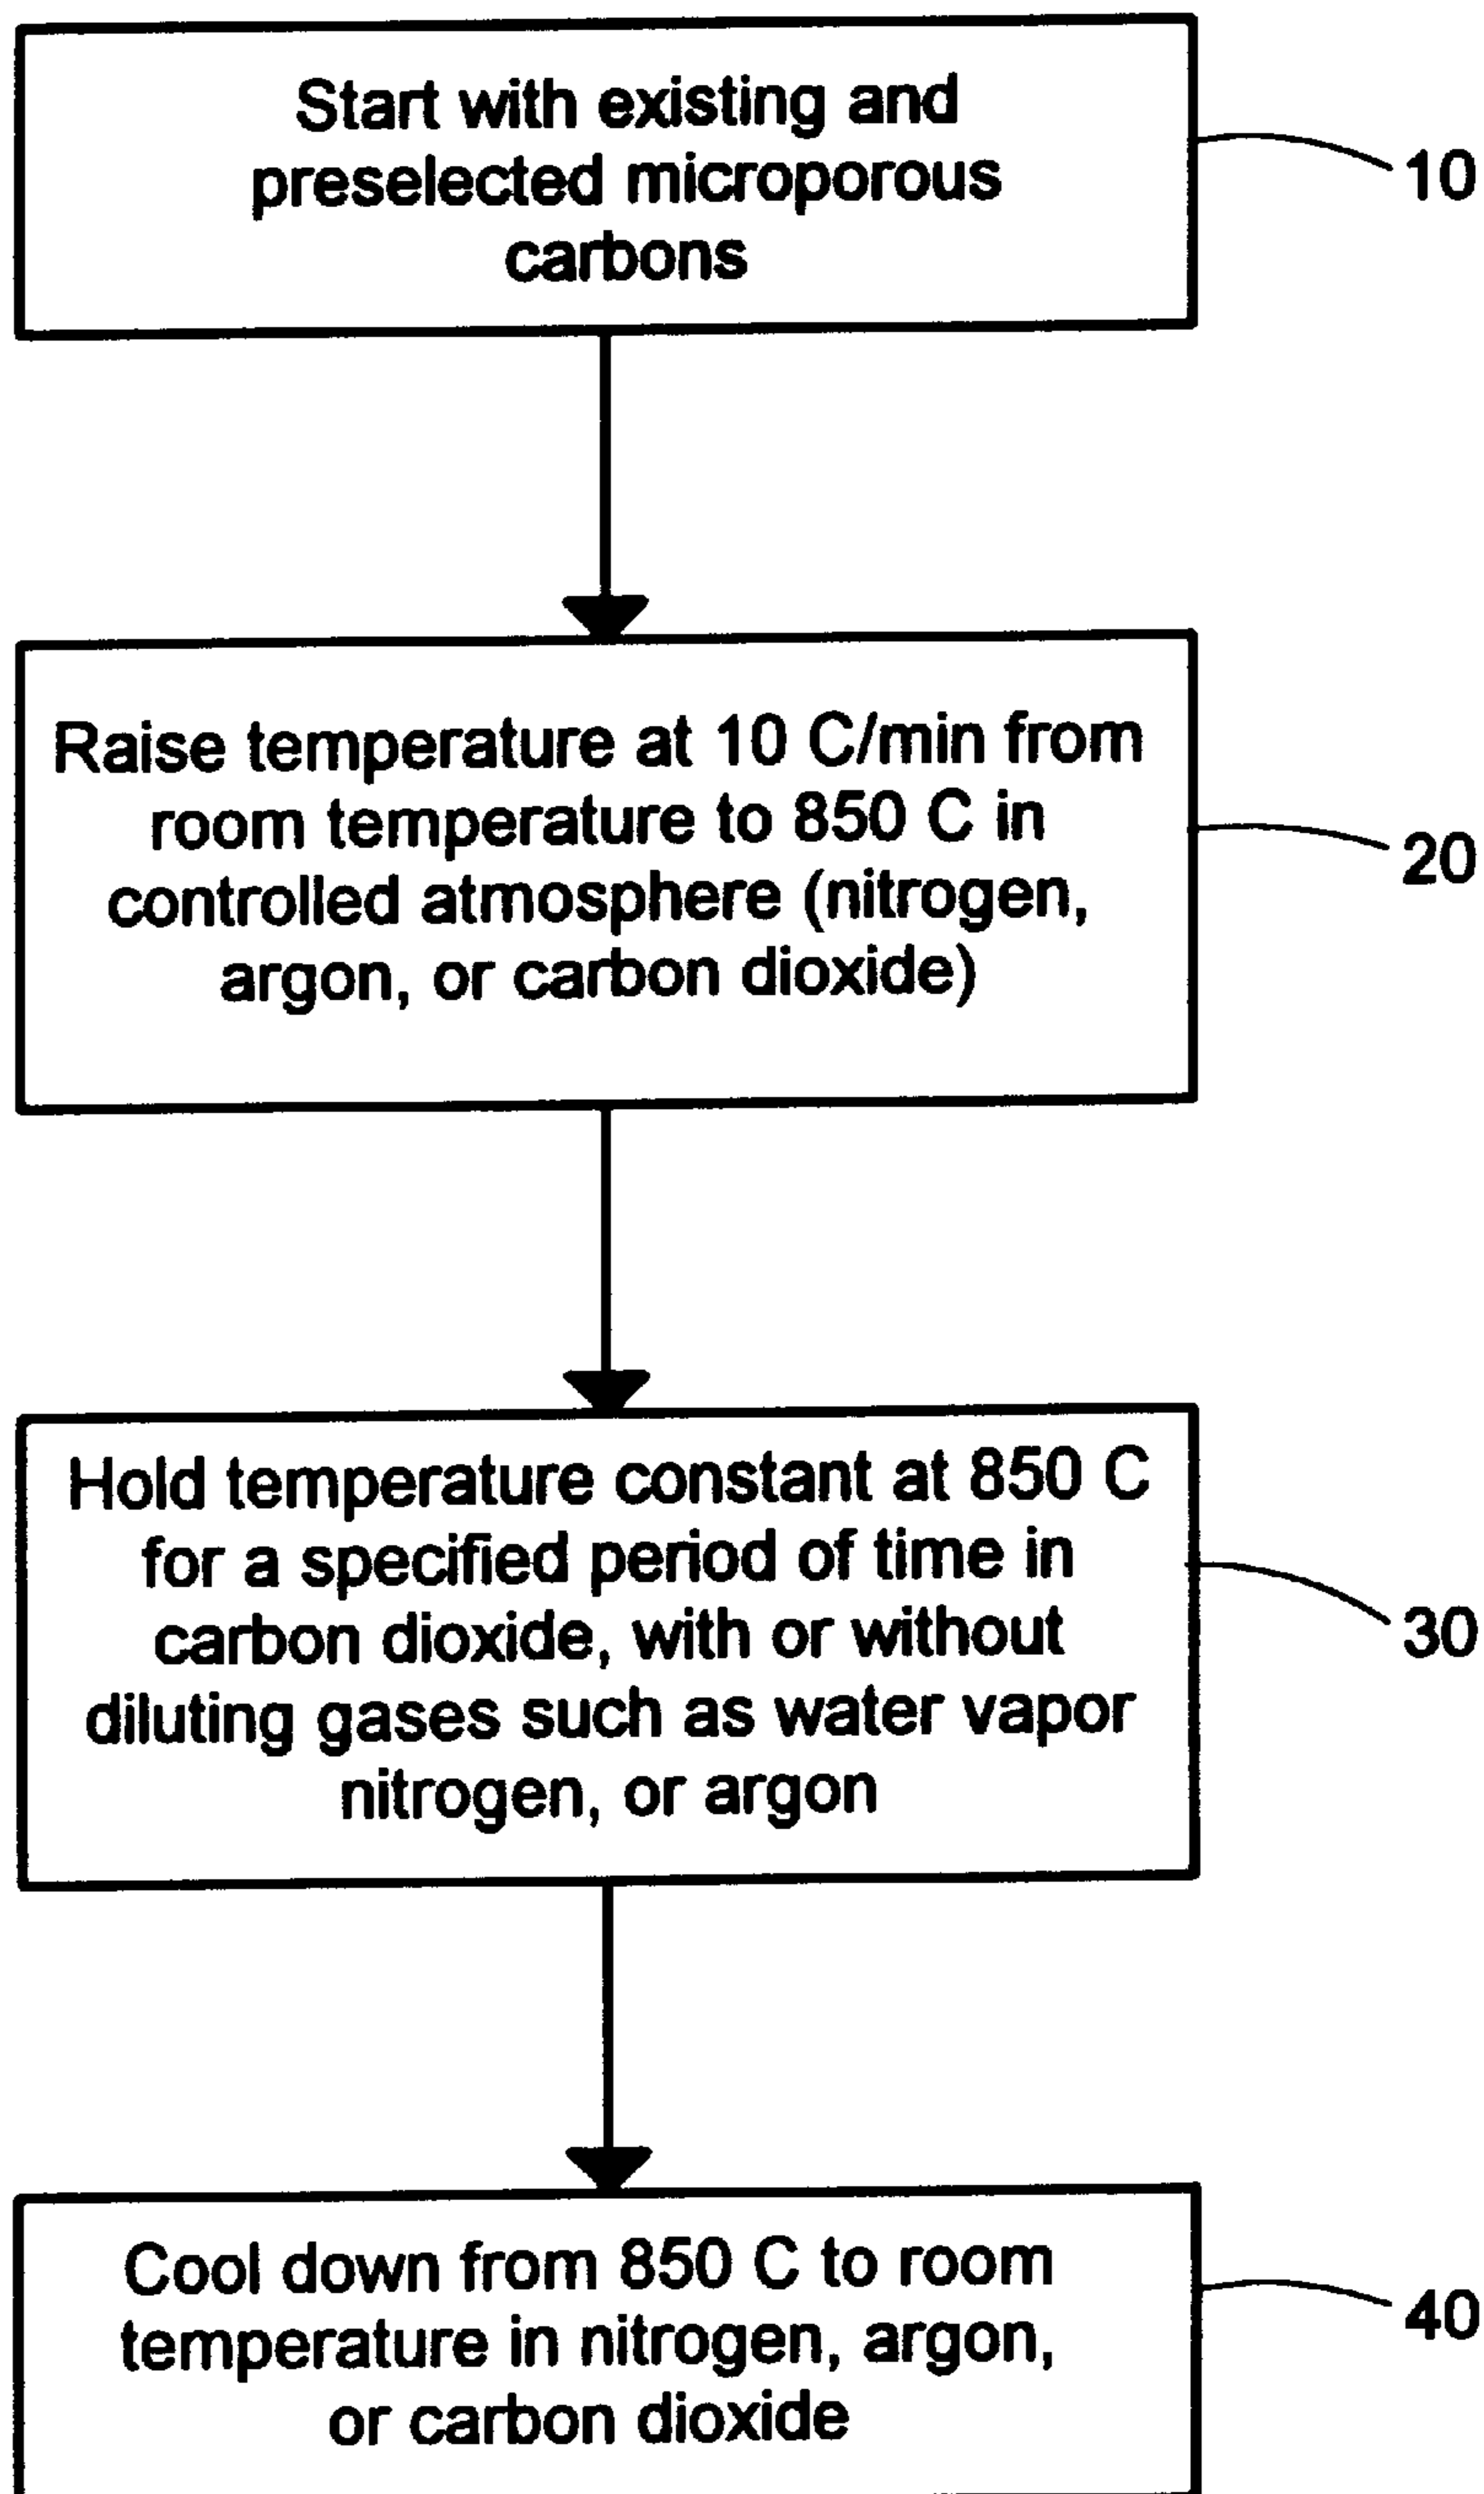 Start with existing and
preselected microporous
carbons
10
Raise temperature at 10 C/min from
room temperature to 850 C in
controlled atmosphere (nitrogen,
argon, or carbon dioxide)
20
Hold temperature constant at 850 C
for a specified period of time in
carbon dioxide, with or without
diluting gases such as water vapor
nitrogen, or argon
30
Cool down from 850 C to room
temperature in nitrogen, argon,
or carbon dioxide
40